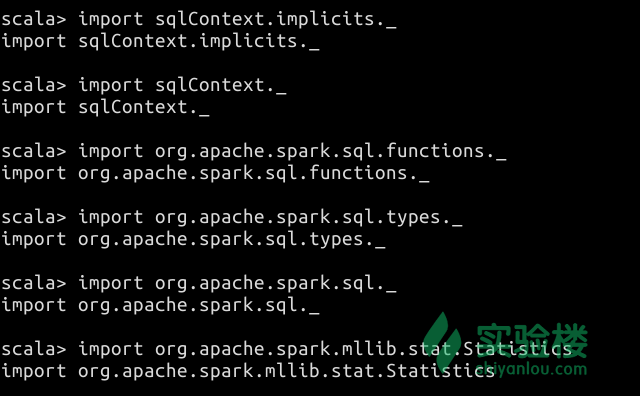 scala> import sqlContext.implicits._
import sqlContext.implicits._
scala> import sqlContext._
import sqlContext._
scala> import org.apache.spark.sql.functions._
import org.apache.spark.sql.functions._
scala> import org.apache.spark.sql.types._
import org.apache.spark.sql.types._
scala> import org.apache.spark.sql._
import org.apache.spark.sql._
scala> import org.apache.spark.mllib.stat.Statistics
import org.apache.spark.mllib.stat.Statistics
实验楼
shiyanlou.com